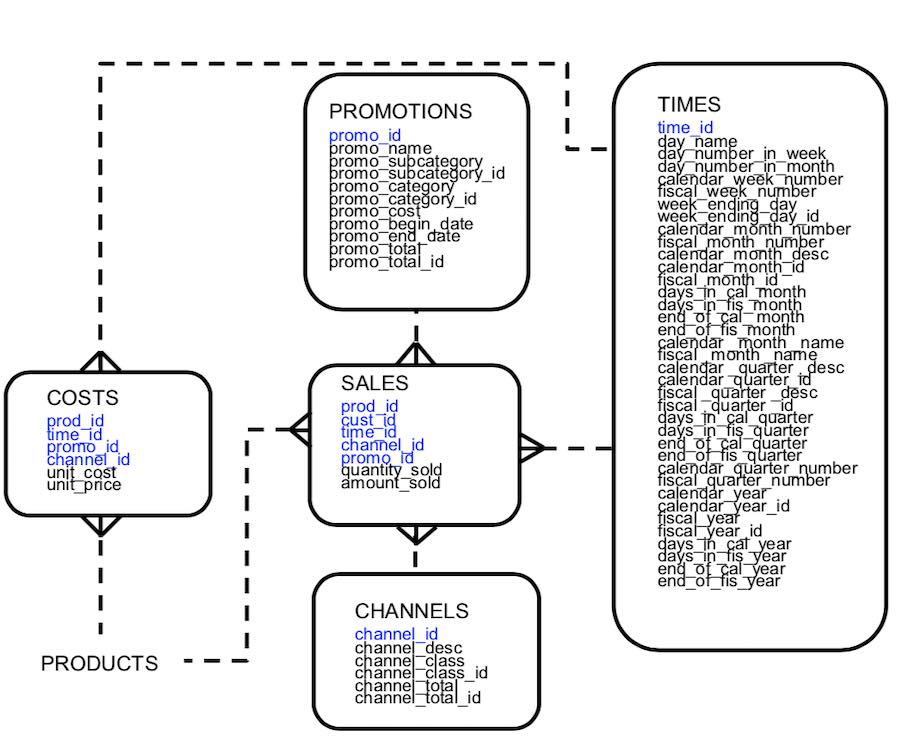 PROMOTIONS
promo_id
promo_name
promo_subcategory
promo_subcategory_id
promo_category
promo_category_id
promo_cost
promo_begin_date
promo_end_date
promo_total
promo_total_id
TIMES
time_id
day_name
day_number_in_week
day_number_in_month
calendar_week_number
fiscal_week_number
week_ending_day
week_ending_day_id
calendar_month_number
fiscal_month_number
calendar_month_desc
calendar_month_id
fiscal_month_id
days_in_cal_month
days_in_fis_month
end_of_cal_month
end_of_fis_month
calendar_month_name
fiscal_month_name
calendar_quarter_desc
calendar_quarter_id
fiscal_quarter_desc
fiscal_quarter_id
days_in_cal_quarter
days_in_fis_quarter
end_of_cal_quarter
end_of_fis_quarter
calendar_quarter_number
fiscal_quarter_number
calendar_year
calendar_year_id
fiscal_year
fiscal_year_id
days_in_cal_year
days_in_fis_year
end_of_cal_year
end_of_fis_year
COSTS
prod_id
time_id
promo_id
channel_id
unit_cost
unit_price
SALES
prod_id
cust_id
time_id
channel_id
promo_id
quantity_sold
amount_sold
CHANNELS
channel_id
channel_desc
channel_class
channel_class_id
channel_total
channel_total_id
PRODUCTS